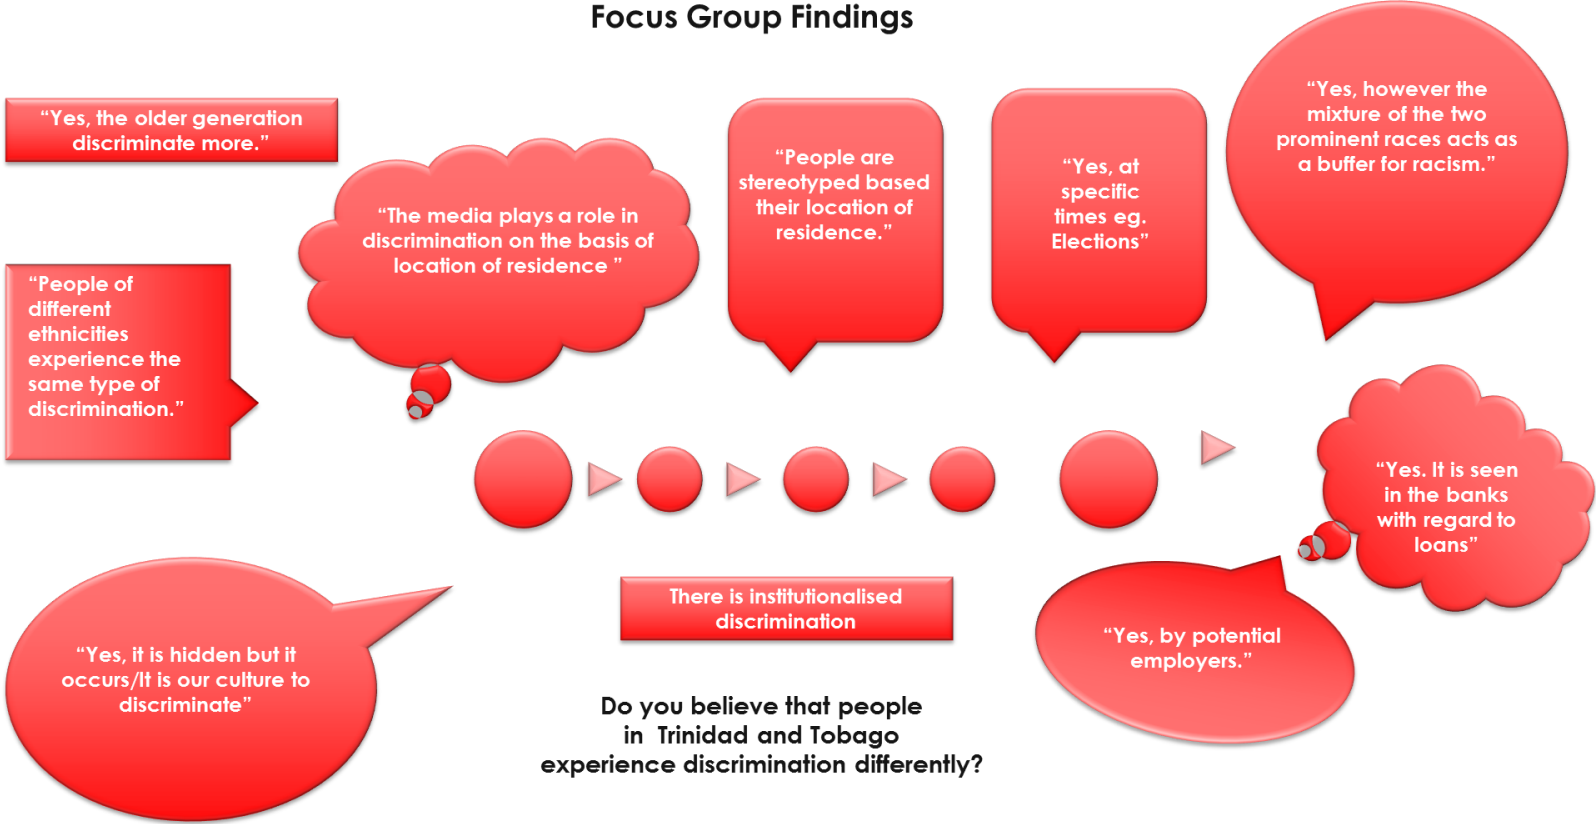 Focus Group Findings
“Yes, the older generation
discriminate more.”
“The media plays a role in
discrimination on the basis of
location of residence ”
“People are
stereotyped based
their location of
residence.”
“Yes, at
specific
times eg.
Elections”
“Yes, however the
mixture of the two
prominent races acts as
a buffer for racism.”
“People of
different
ethnicities
experience the
same type of
discrimination.”
“Yes. It is seen
in the banks
with regard to
loans”
“Yes, it is hidden but it
occurs/It is our culture to
discriminate”
There is institutionalised
discrimination
“Yes, by potential
employers.”
Do you believe that people
in  Trinidad and Tobago
experience discrimination differently?